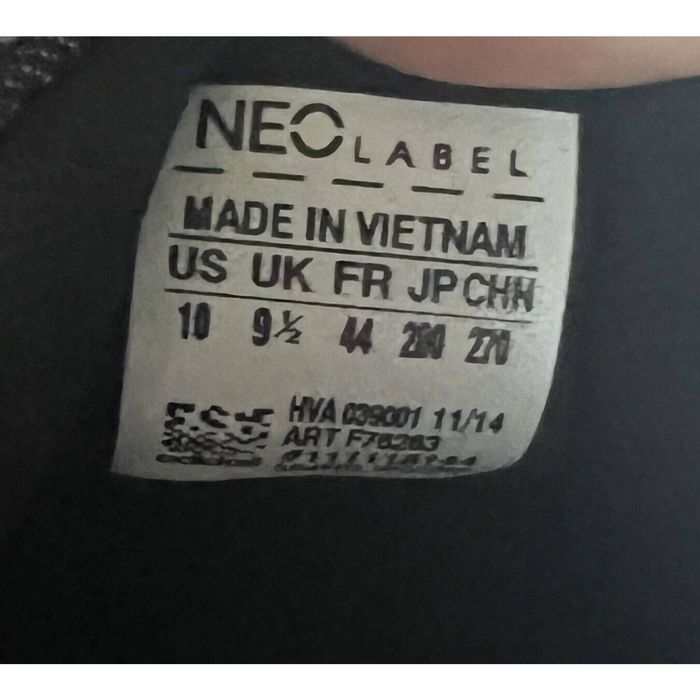 NEO LABEL
MADE IN VIETNAM
US UK FR JP CHN
10 9½ 44 280 270
HVA 039001 11/14
ART F76263